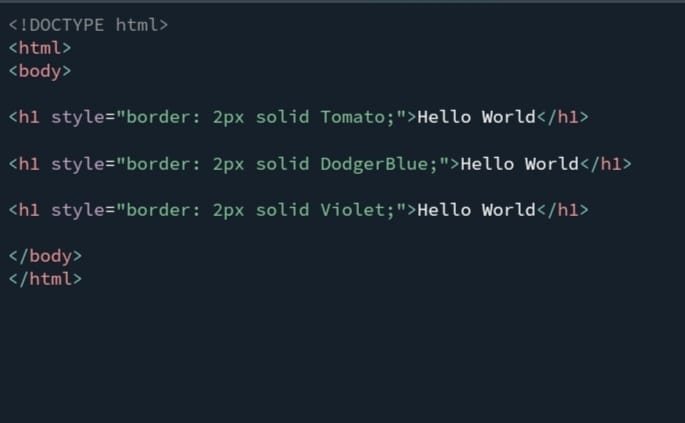 <!DOCTYPE html>
<html>
<body>
<h1 style="border: 2px solid Tomato;">Hello World</h1>
<h1 style="border: 2px solid DodgerBlue;">Hello World</h1>
<h1 style="border: 2px solid Violet;">Hello World</h1>
</body>
</html>